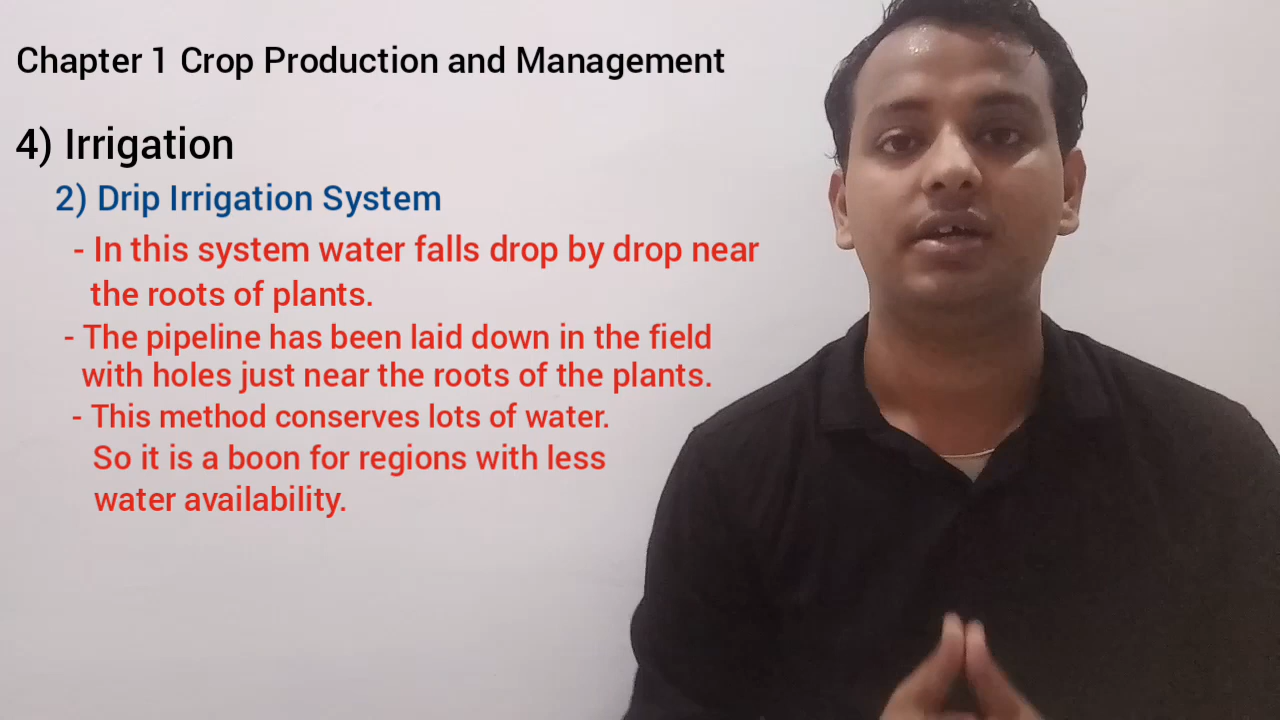 Chapter 1 Crop Production and Management
4) Irrigation
2) Drip Irrigation System
- In this system water falls drop by drop near
the roots of plants.
- The pipeline has been laid down in the field
with holes just near the roots of the plants.
- This method conserves lots of water.
So it is a boon for regions with less
water availability.